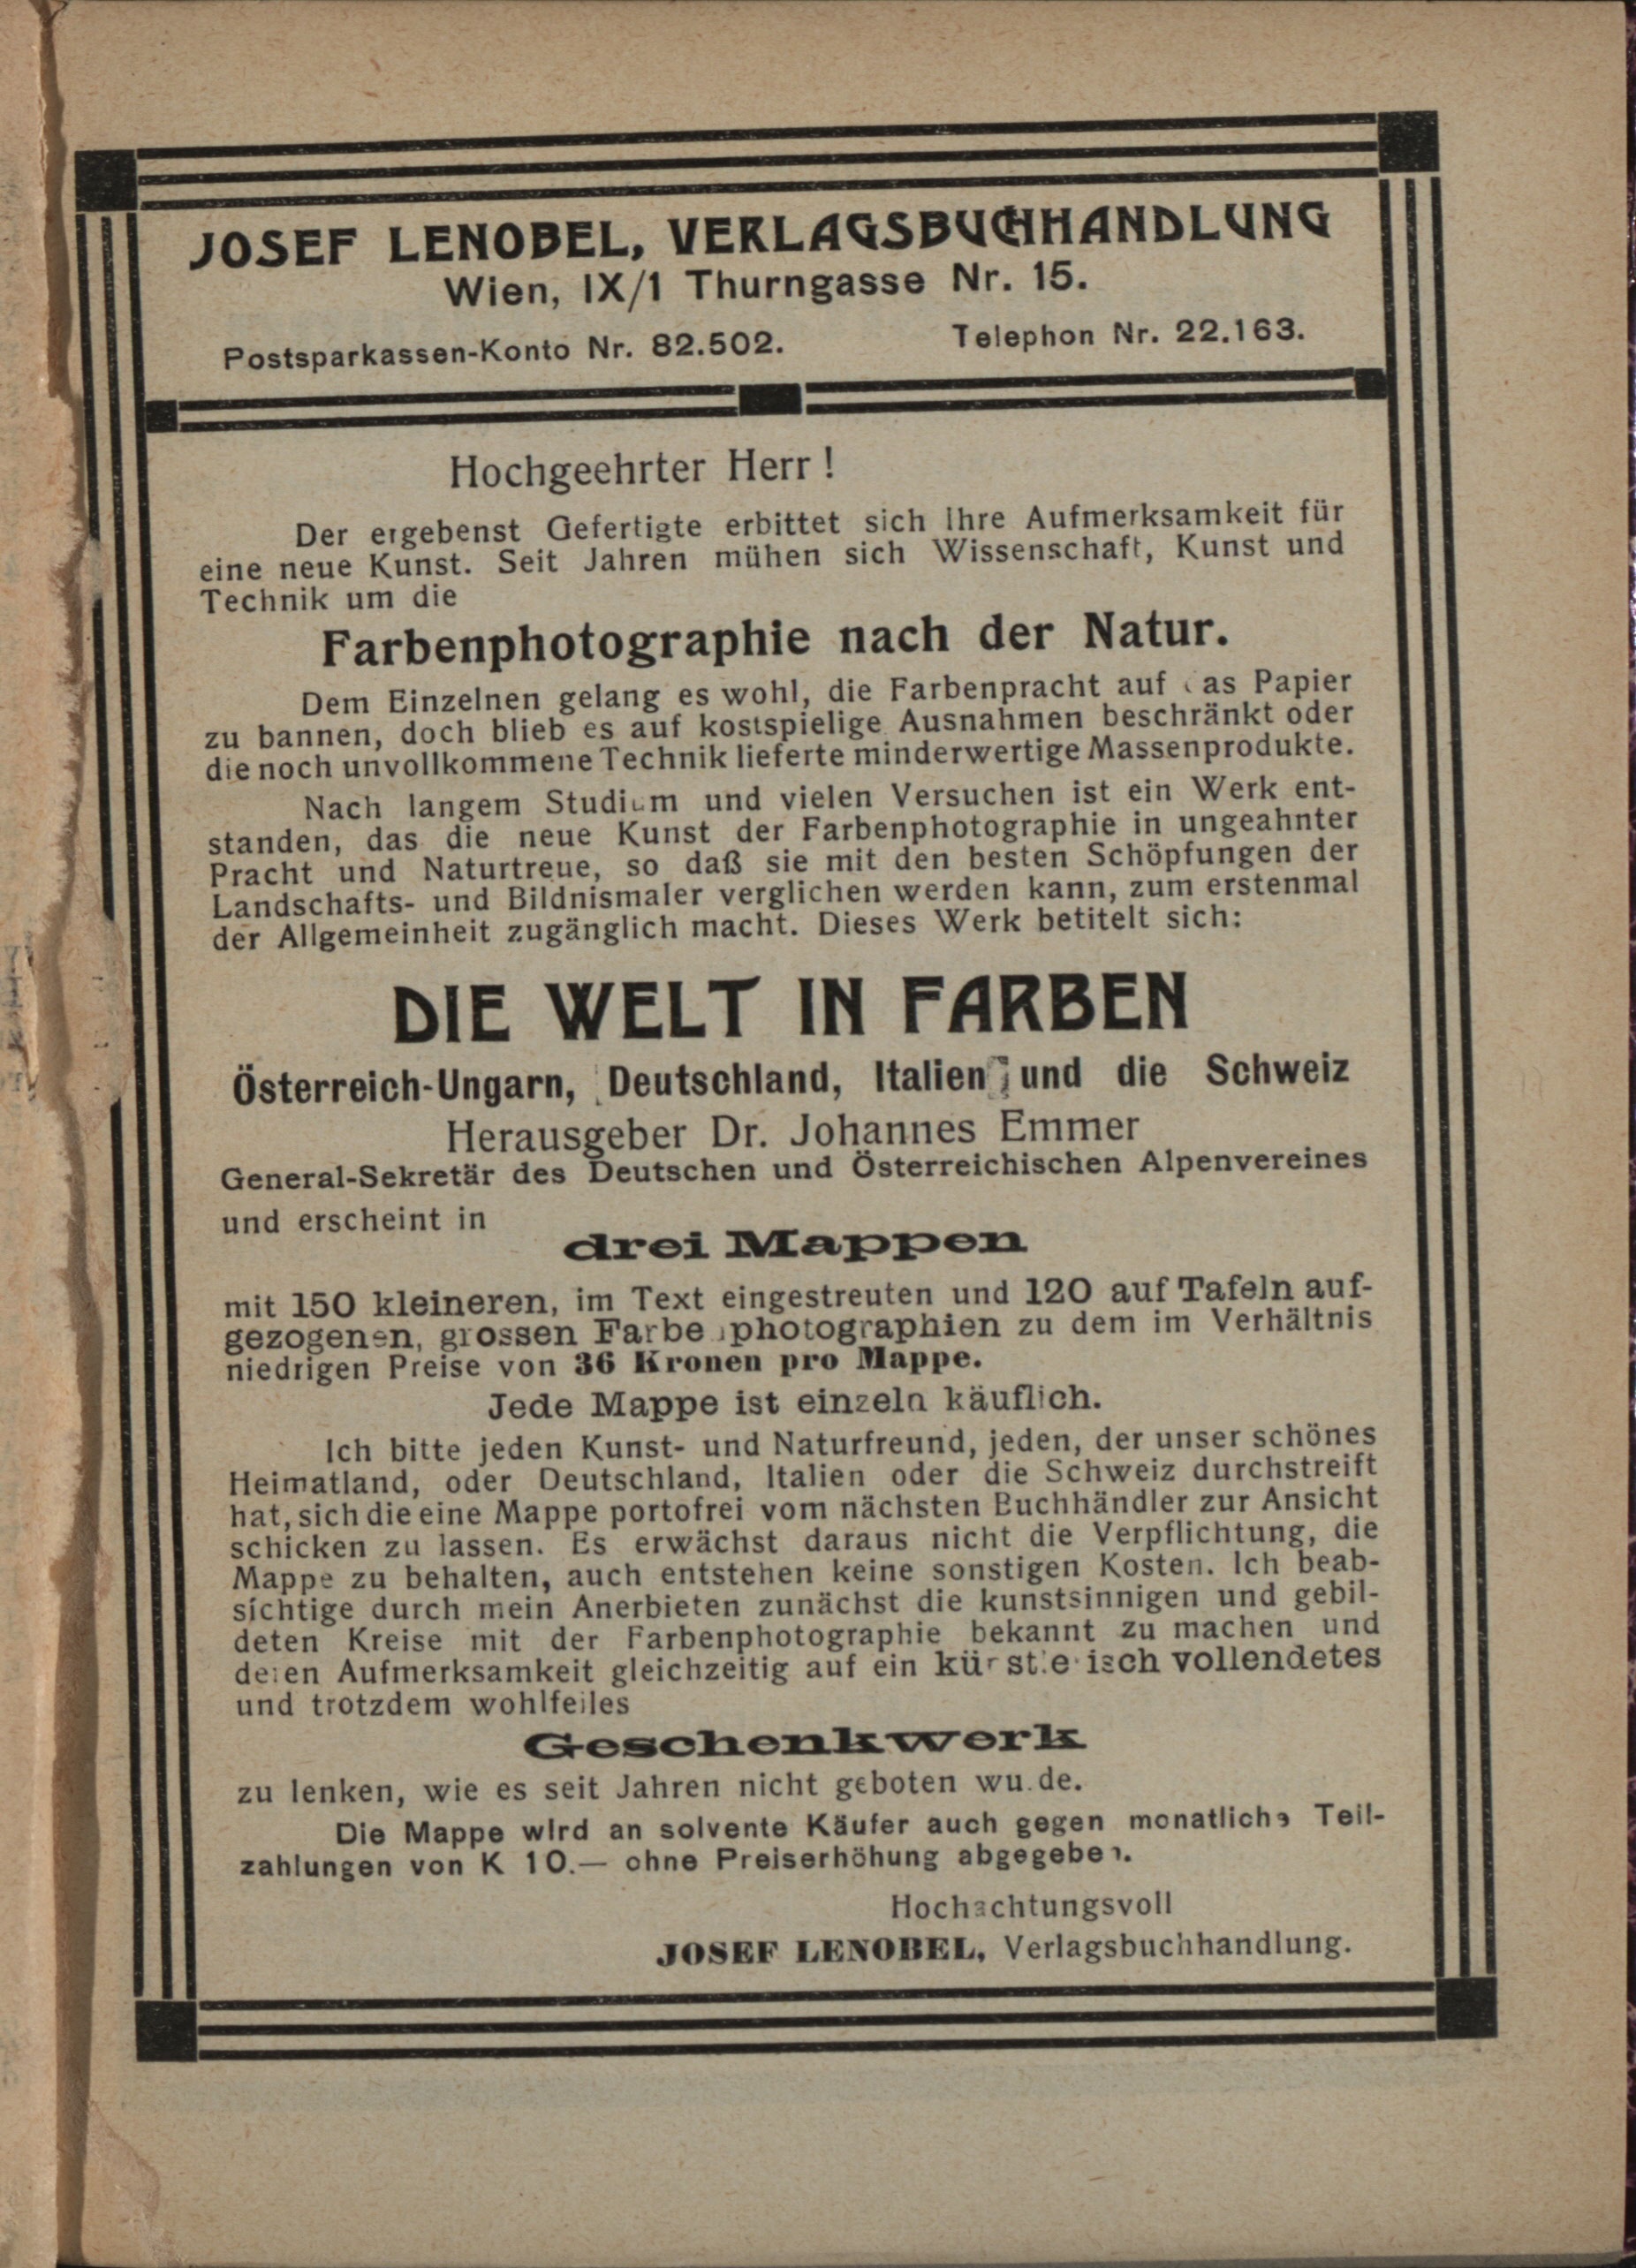 JOSEF LENOBEL, VERLAGSBUCHHANDLUNG
Wien, IX/1 Thurngasse Nr. 15.
Postsparkassen-Konto Nr. 82.502. Telephon Nr. 22.163.
Hochgeehrter Herr!
Der ergebenst Gefertigte erbittet sich Ihre Aufmerksamkeit für
eine neue Kunst. Seit Jahren mühen sich Wissenschaft, Kunst und
Technik um die
Farbenphotographie nach der Natur.
Dem Einzelnen gelang es wohl, die Farbenpracht auf das Papier
zu bannen, doch blieb es auf kostspielige Ausnahmen beschränkt oder
die noch unvollkommene Technik lieferte minderwertige Massenprodukte.
Nach langem Studium und vielen Versuchen ist ein Werk ent-
standen, das die neue Kunst der Farbenphotographie in ungeahnter
Pracht und Naturtreue, so daß sie mit den besten Schöpfungen der
Landschafts- und Bildnismaler verglichen werden kann, zum erstenmal
der Allgemeinheit zugänglich macht. Dieses Werk betitelt sich:
DIE WELT IN FARBEN
Österreich-Ungarn, Deutschland, Italien und die Schweiz
Herausgeber Dr. Johannes Emmer
General-Sekretär des Deutschen und Österreichischen Alpenvereines
und erscheint in
drei Mappen
mit 150 kleineren, im Text eingestreuten und 120 auf Tafeln auf-
gezogenen, grossen Farbenphotographien zu dem im Verhältnis
niedrigen Preise von 36 Kronen pro Mappe.
Jede Mappe ist einzeln käuflich.
Ich bitte jeden Kunst- und Naturfreund, jeden, der unser schönes
Heimatland, oder Deutschland, Italien oder die Schweiz durchstreift
hat, sich die eine Mappe portofrei vom nächsten Buchhändler zur Ansicht
schicken zu lassen. Es erwächst daraus nicht die Verpflichtung, die
Mappe zu behalten, auch entstehen keine sonstigen Kosten. Ich beab-
sichtige durch mein Anerbieten zunächst die kunstsinnigen und gebil-
deten Kreise mit der Farbenphotographie bekannt zu machen und
deren Aufmerksamkeit gleichzeitig auf ein künstlerisch vollendetes
und trotzdem wohlfeiles
Geschenkwerk
zu lenken, wie es seit Jahren nicht geboten wurde.
Die Mappe wird an solvente Käufer auch gegen monatliche Teil-
zahlungen von K 10.— ohne Preiserhöhung abgegeben.
Hochachtungsvoll
JOSEF LENOBEL, Verlagsbuchhandlung.